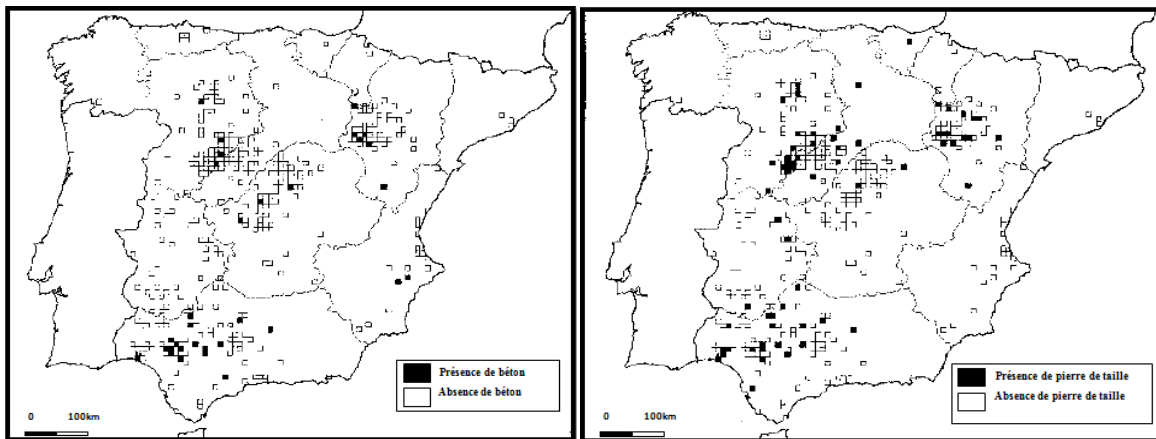 Présence de béton
Absence de béton
0 100km
Présence de pierre de taille
Absence de pierre de taille
0 100km